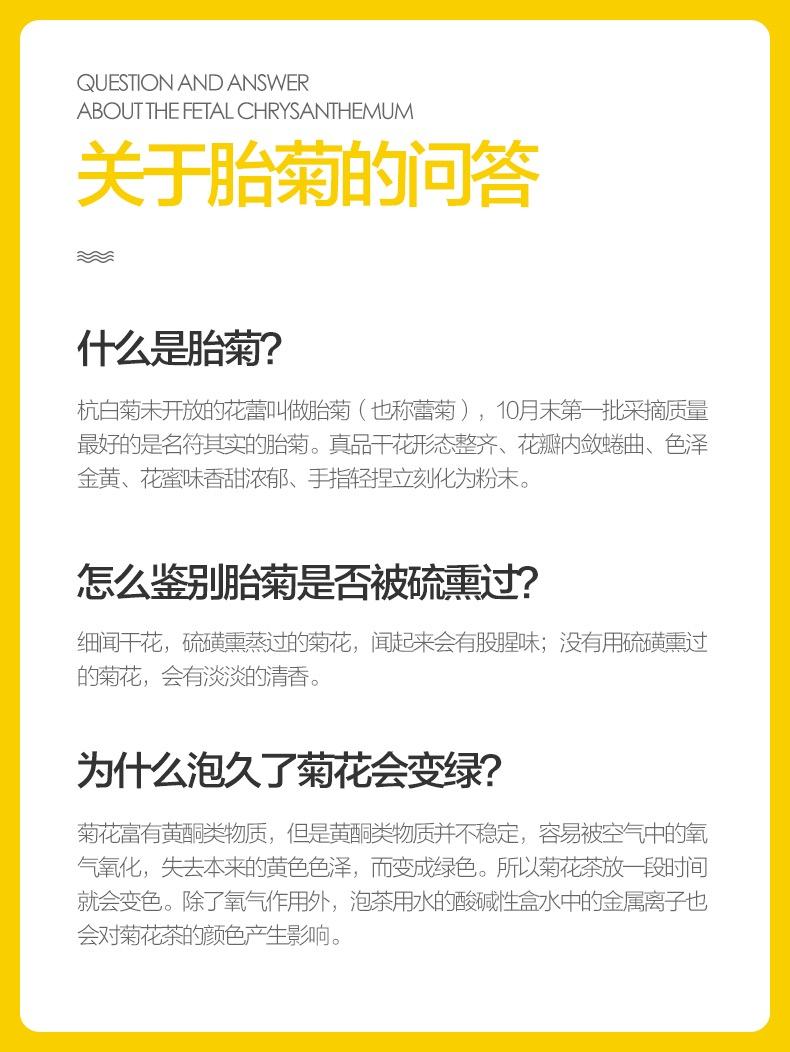 QUESTION AND ANSWER
ABOUT THE FETAL CHRYSANTHEMUM
关于胎菊的问答
什么是胎菊?
杭白菊未开放的花蕾叫做胎菊（也称蕾菊），10月末第一批采摘质量
最好的是名符其实的胎菊。真品干花形态整齐、花瓣内敛蜷曲、色泽
金黄、花蜜味香甜浓郁、手指轻捏立刻化为粉末。
怎么鉴别胎菊是否被硫熏过?
细闻干花，硫磺熏蒸过的菊花，闻起来会有股腥味；没有用硫磺熏过
的菊花，会有淡淡的清香。
为什么泡久了菊花会变绿?
菊花富有黄酮类物质，但是黄酮类物质并不稳定，容易被空气中的氧
气氧化，失去本来的黄色色泽，而变成绿色。所以菊花茶放一段时间
就会变色。除了氧气作用外，泡茶用水的酸碱性盒水中的金属离子也
会对菊花茶的颜色产生影响。